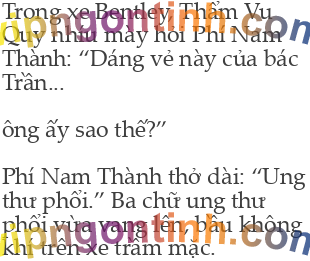 Trong xe Bentley, Thẩm Vu
Quy nhíu mày hỏi Phí Nam
Thành: “Dáng vẻ này của bác
Trần...
ông ấy sao thế?”
Phí Nam Thành thở dài: “Ung
thư phổi.” Ba chữ ung thư
phổi vừa vang lên, bầu không
khí trên xe trầm mặc.